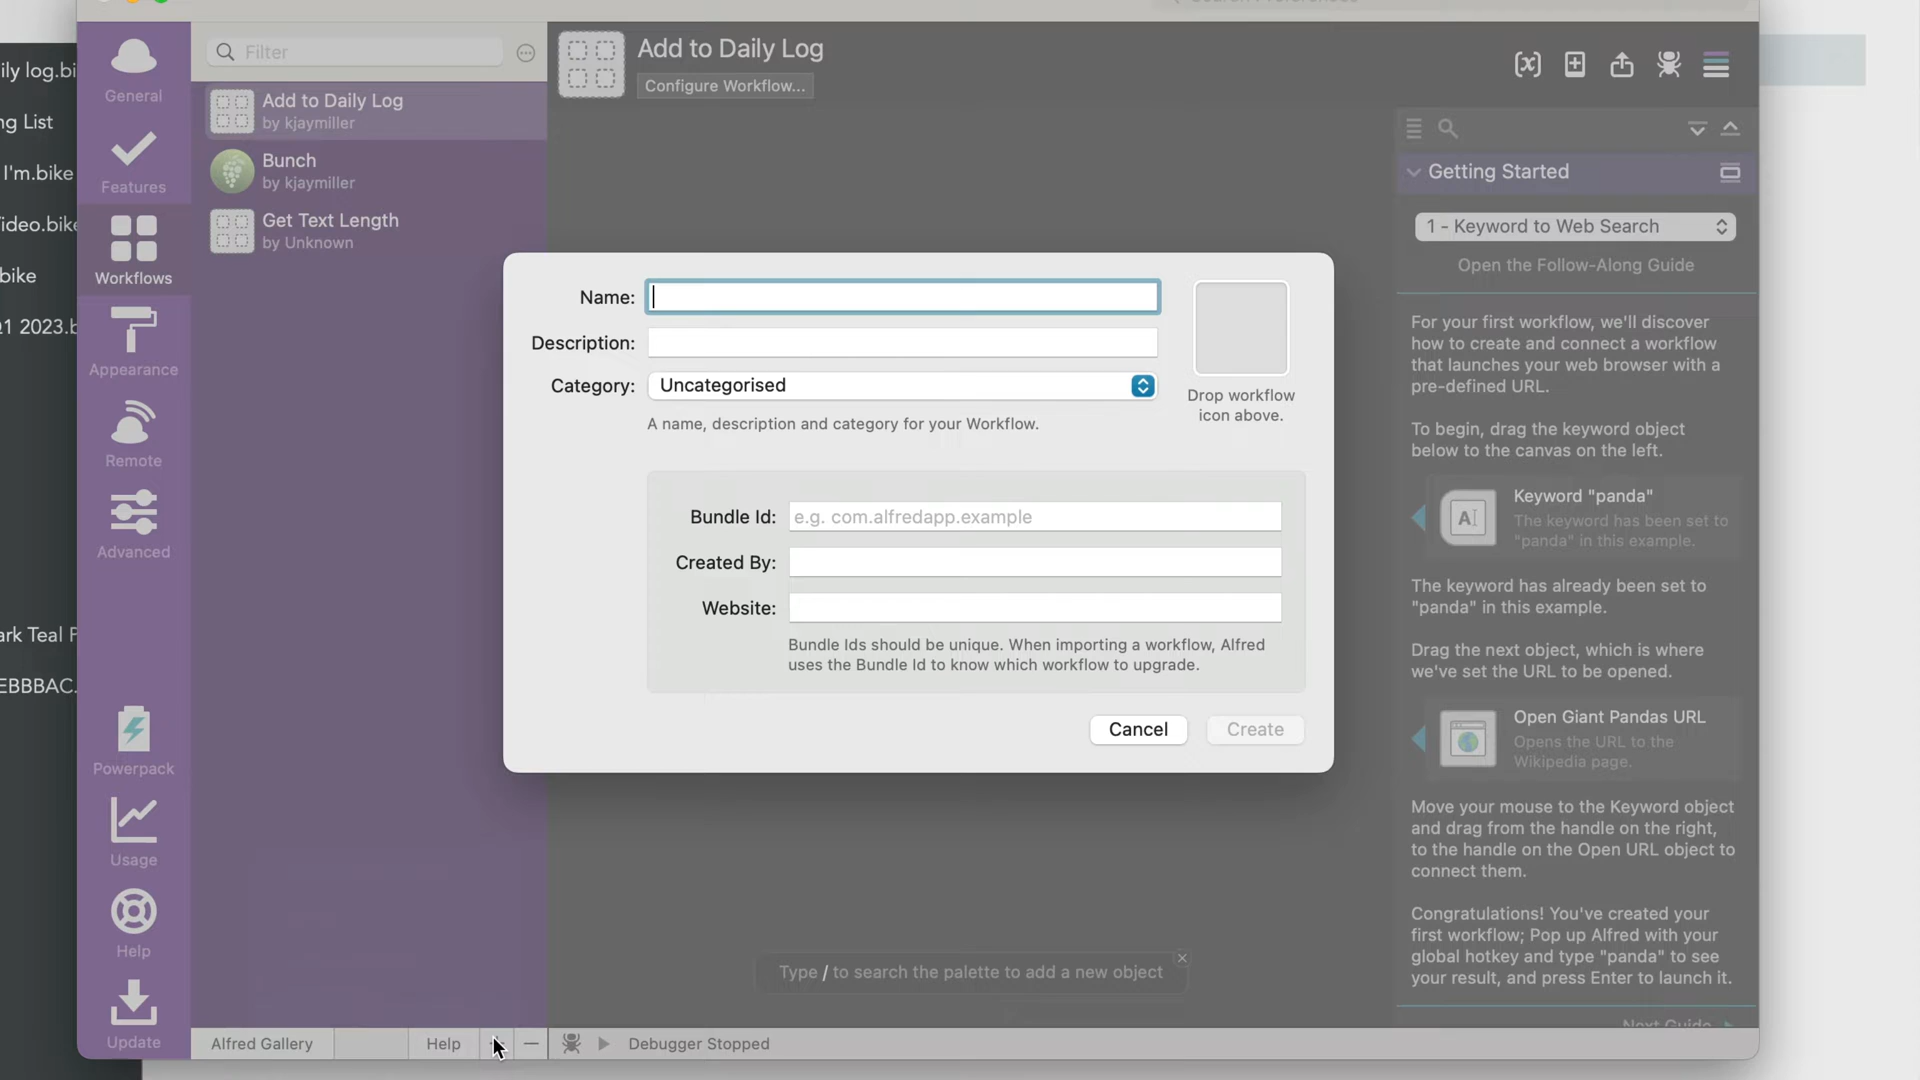 ily log.bi
ng List
I'm.bike
ideo.bike
bike
Q1 2023.b
ark Teal F
EBBBAC.
General
Features
Workflows
Appearance
Remote
Advanced
Powerpack
Usage
Help
Update
Filter
Add to Daily Log
by kjaymiller
Bunch
by kjaymiller
Get Text Length
by Unknown
Alfred Gallery
Help
Add to Daily Log
Configure Workflow...
Name:
Description:
Category: Uncategorised
A name, description and category for your Workflow.
Drop workflow
icon above.
Bundle Id: e.g. com.alfredapp.example
Created By:
Website:
Bundle Ids should be unique. When importing a workflow, Alfred
uses the Bundle Id to know which workflow to upgrade.
Cancel
Create
Type / to search the palette to add a new object
Debugger Stopped
Getting Started
1 - Keyword to Web Search
Open the Follow-Along Guide
For your first workflow, we'll discover
how to create and connect a workflow
that launches your web browser with a
pre-defined URL.
To begin, drag the keyword object
below to the canvas on the left.
Keyword "panda"
The keyword has been set to
"panda" in this example.
The keyword has already been set to
"panda" in this example.
Drag the next object, which is where
we've set the URL to be opened.
Open Giant Pandas URL
Opens the URL to the
Wikipedia page.
Move your mouse to the Keyword object
and drag from the handle on the right,
to the handle on the Open URL object to
connect them.
Congratulations! You've created your
first workflow; Pop up Alfred with your
global hotkey and type "panda" to see
your result, and press Enter to launch it.
Next Guide